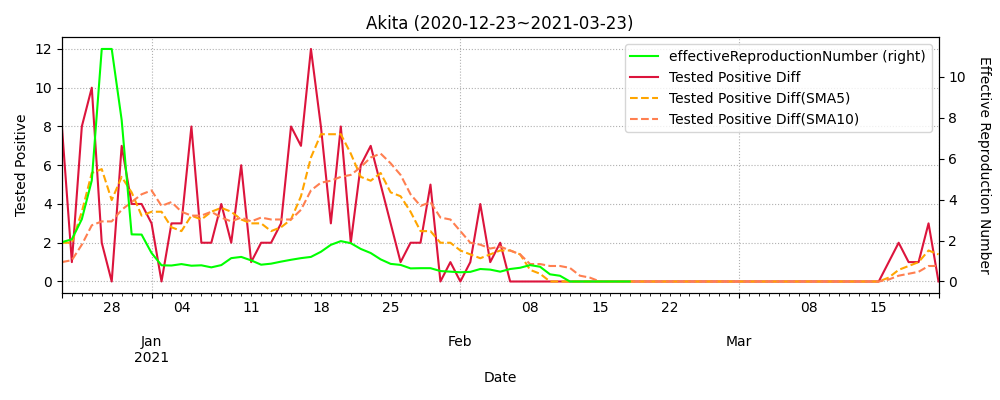 Akita (2020-12-23~2021-03-23)
effectiveReproductionNumber (right)
Tested Positive Diff
Tested Positive Diff(SMA5)
Tested Positive Diff(SMA10)
Tested Positive
12
10
8
6
4
2
0
10
8
6
4
2
0
Effective Reproduction Number
28 04 11 18 25 08 15 22 08 15
Jan Feb Mar
2021
Date